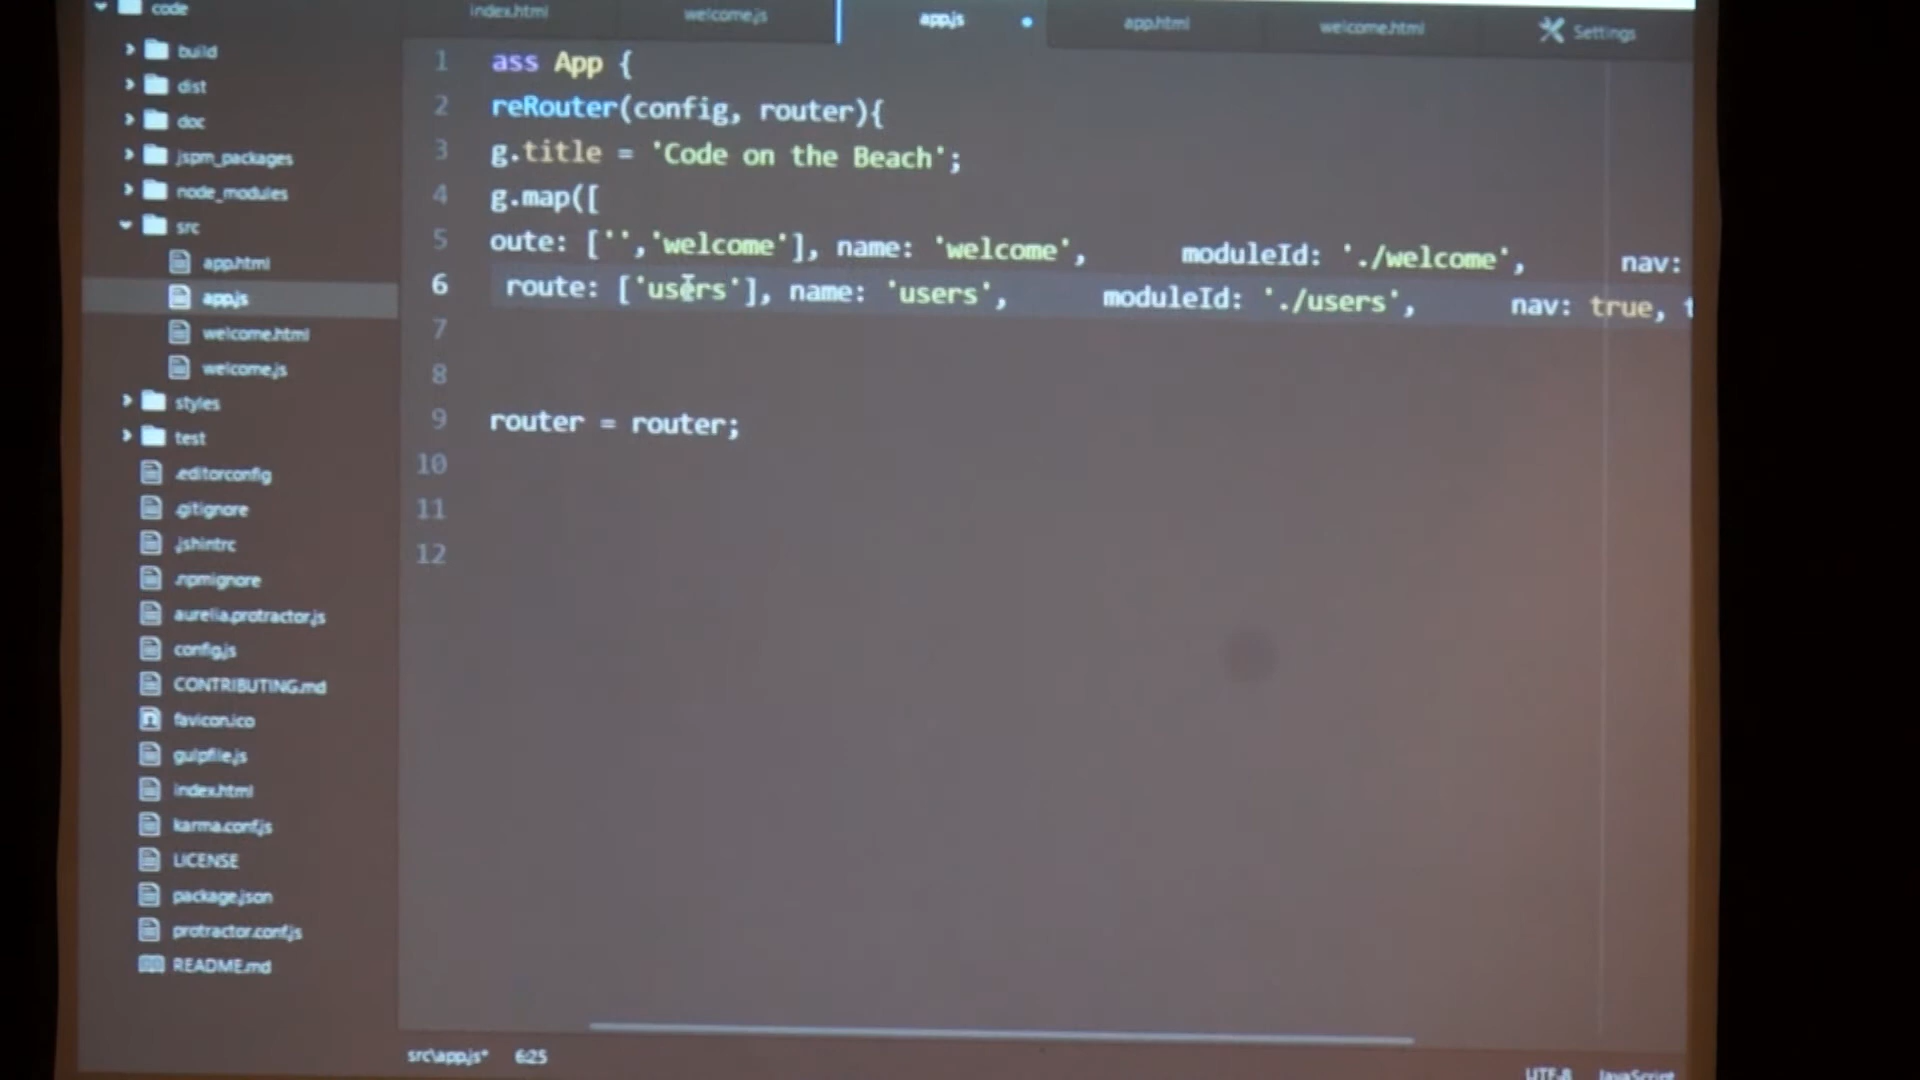 code
build
dist
doc
jspm_packages
node_modules
src
app.html
app.js
welcome.html
welcome.js
styles
test
.editorconfig
.gitignore
.jshintrc
.npmignore
aurelia.protractor.js
config.js
CONTRIBUTING.md
favicon.ico
gulpfile.js
index.html
karma.conf.js
LICENSE
package.json
protractor.conf.js
README.md
index.html welcome.js app.js app.html welcome.html Settings
1 ass App {
2 reRouter(config, router){
3 g.title = 'Code on the Beach';
4 g.map([
5 oute: ['','welcome'], name: 'welcome', moduleId: './welcome', nav:
6 route: ['users'], name: 'users', moduleId: './users', nav: true, t
7
8
9 router = router;
10
11
12
src\app.js* 6:25
UTF-8 JavaScript